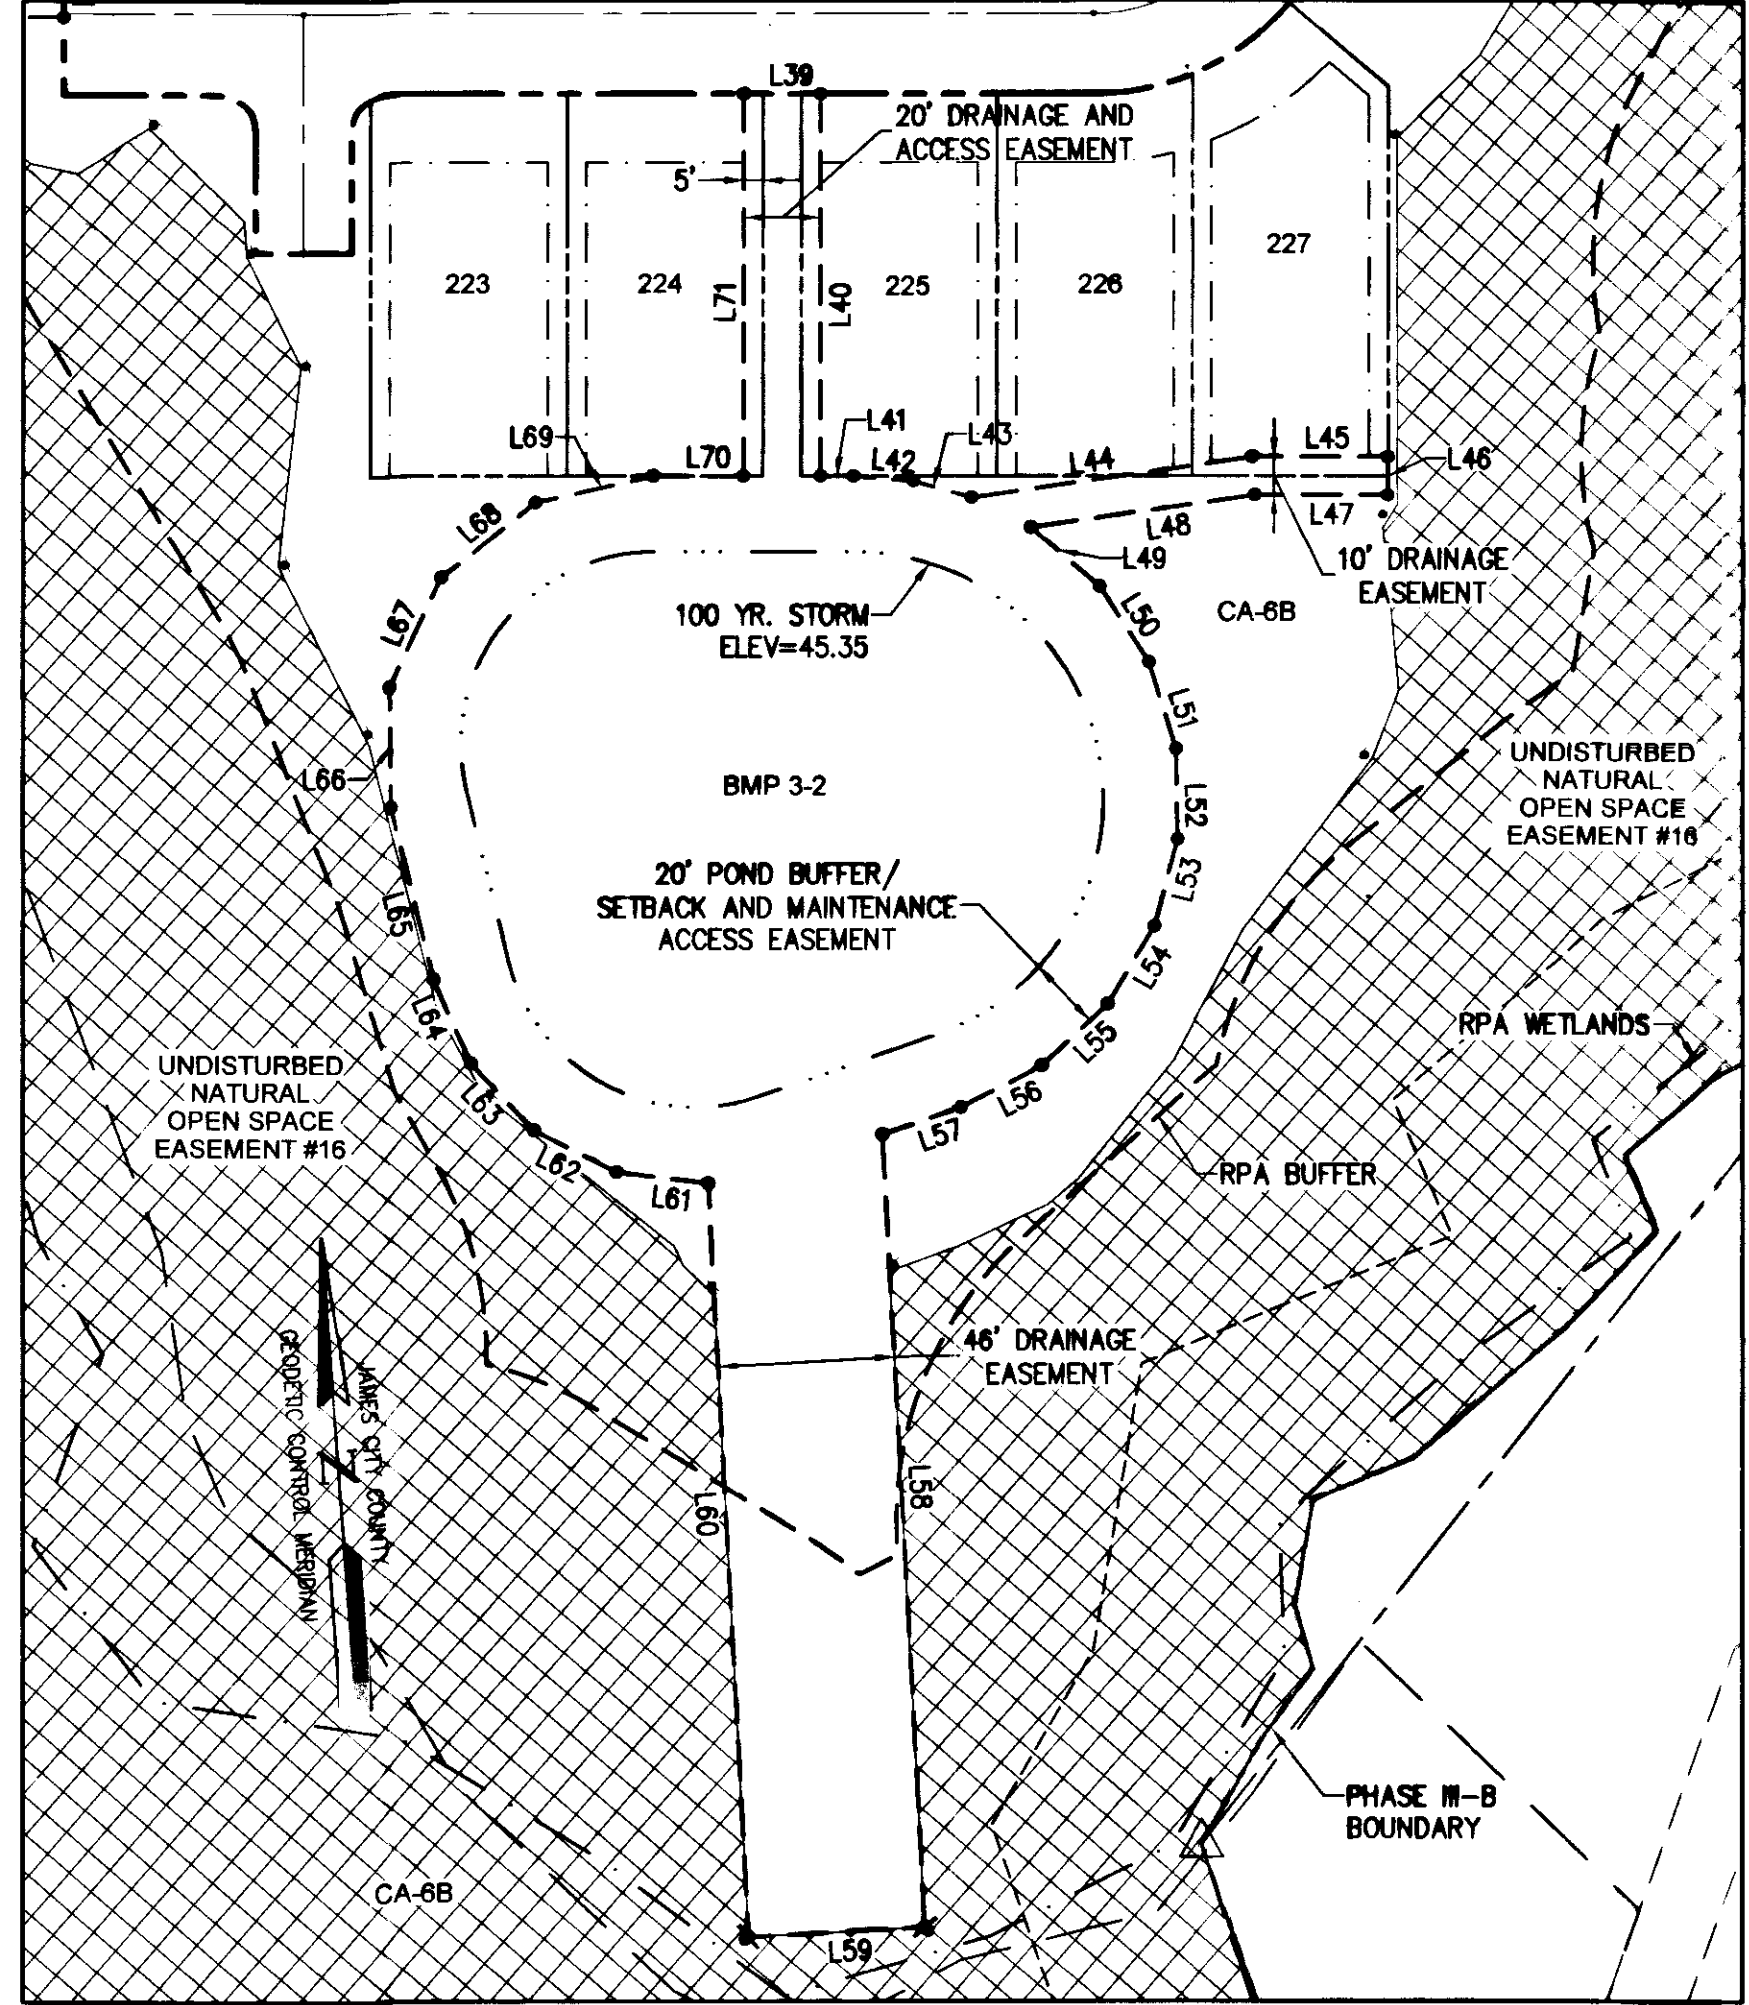 L39
20' DRAINAGE AND
ACCESS EASEMENT
5'
223
224
L71
L40
225
226
227
L69
L70
L41
L42
L43
L44
L45
L46
L47
L48
L49
L68
10' DRAINAGE
EASEMENT
100 YR. STORM
ELEV=45.35
CA-6B
L50
L67
L51
L66
BMP 3-2
L52
UNDISTURBED
NATURAL
OPEN SPACE
EASEMENT #16
20' POND BUFFER/
SETBACK AND MAINTENANCE
ACCESS EASEMENT
L53
L65
L54
L64
L55
RPA WETLANDS
UNDISTURBED
NATURAL
OPEN SPACE
EASEMENT #16
L63
L56
L57
L62
L61
RPA BUFFER
46' DRAINAGE
EASEMENT
JAMES CITY COUNTY
GEODETIC CONTROL MERIDIAN
L58
L60
PHASE III-B
BOUNDARY
CA-6B
L59